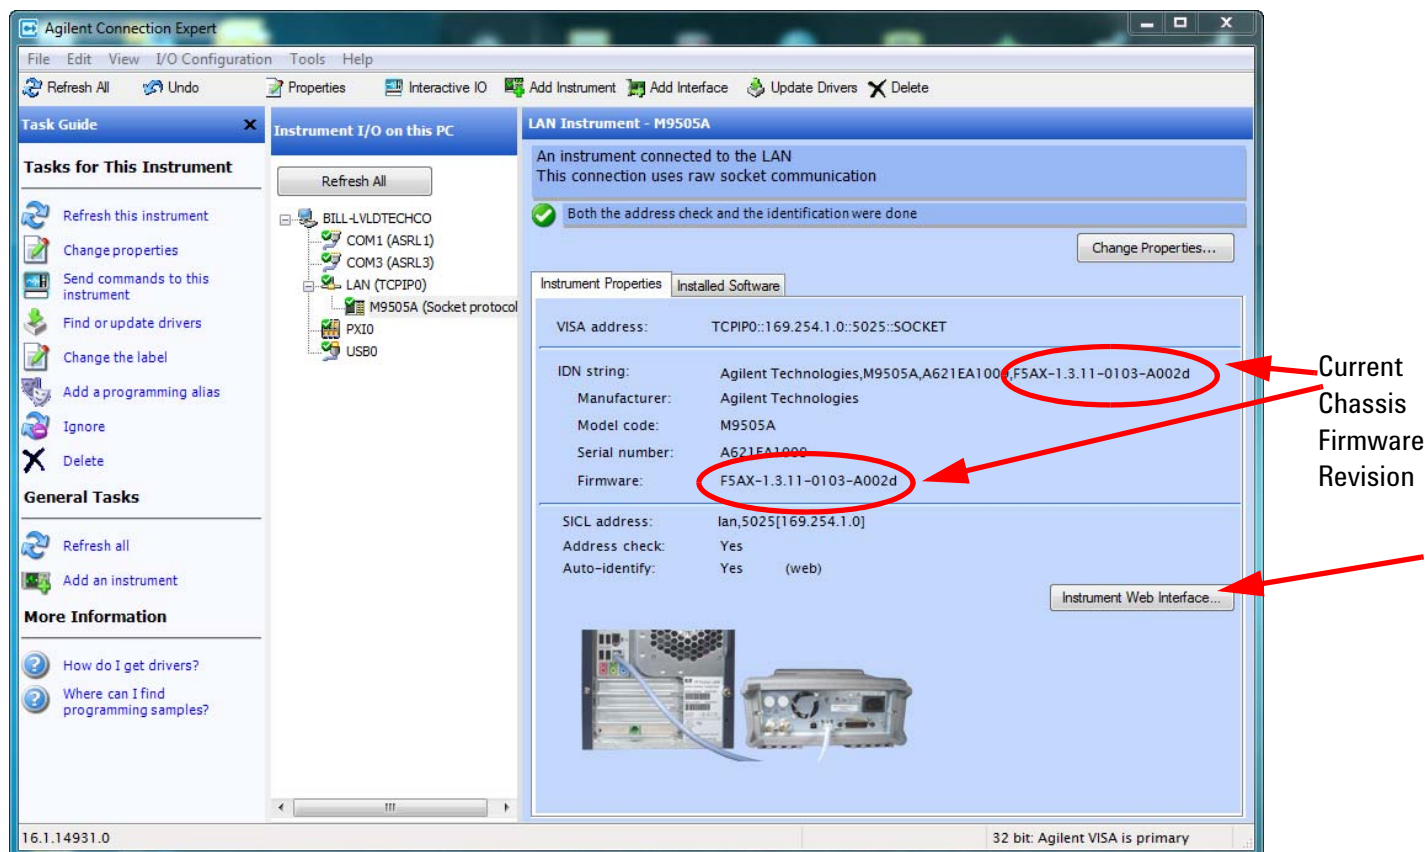 Agilent Connection Expert
File Edit View I/O Configuration Tools Help
Refresh All Undo Properties Interactive IO Add Instrument Add Interface Update Drivers Delete
Task Guide
Tasks for This Instrument
Refresh this instrument
Change properties
Send commands to this
instrument
Find or update drivers
Change the label
Add a programming alias
Ignore
Delete
General Tasks
Refresh all
Add an instrument
More Information
How do I get drivers?
Where can I find
programming samples?
Instrument I/O on this PC
Refresh All
BILL-LVLDTECHCO
COM1 (ASRL1)
COM3 (ASRL3)
LAN (TCPIP0)
M9505A (Socket protocol
PXI0
USB0
LAN Instrument - M9505A
An instrument connected to the LAN
This connection uses raw socket communication
Both the address check and the identification were done
Change Properties...
Instrument Properties Installed Software
VISA address: TCPIP0::169.254.1.0::5025::SOCKET
IDN string: Agilent Technologies,M9505A,A621EA1000,F5AX-1.3.11-0103-A002d
Manufacturer: Agilent Technologies
Model code: M9505A
Serial number: A621EA1000
Firmware: F5AX-1.3.11-0103-A002d
SICL address: lan,5025[169.254.1.0]
Address check: Yes
Auto-identify: Yes (web)
Instrument Web Interface...
Current
Chassis
Firmware
Revision
16.1.14931.0
32 bit: Agilent VISA is primary